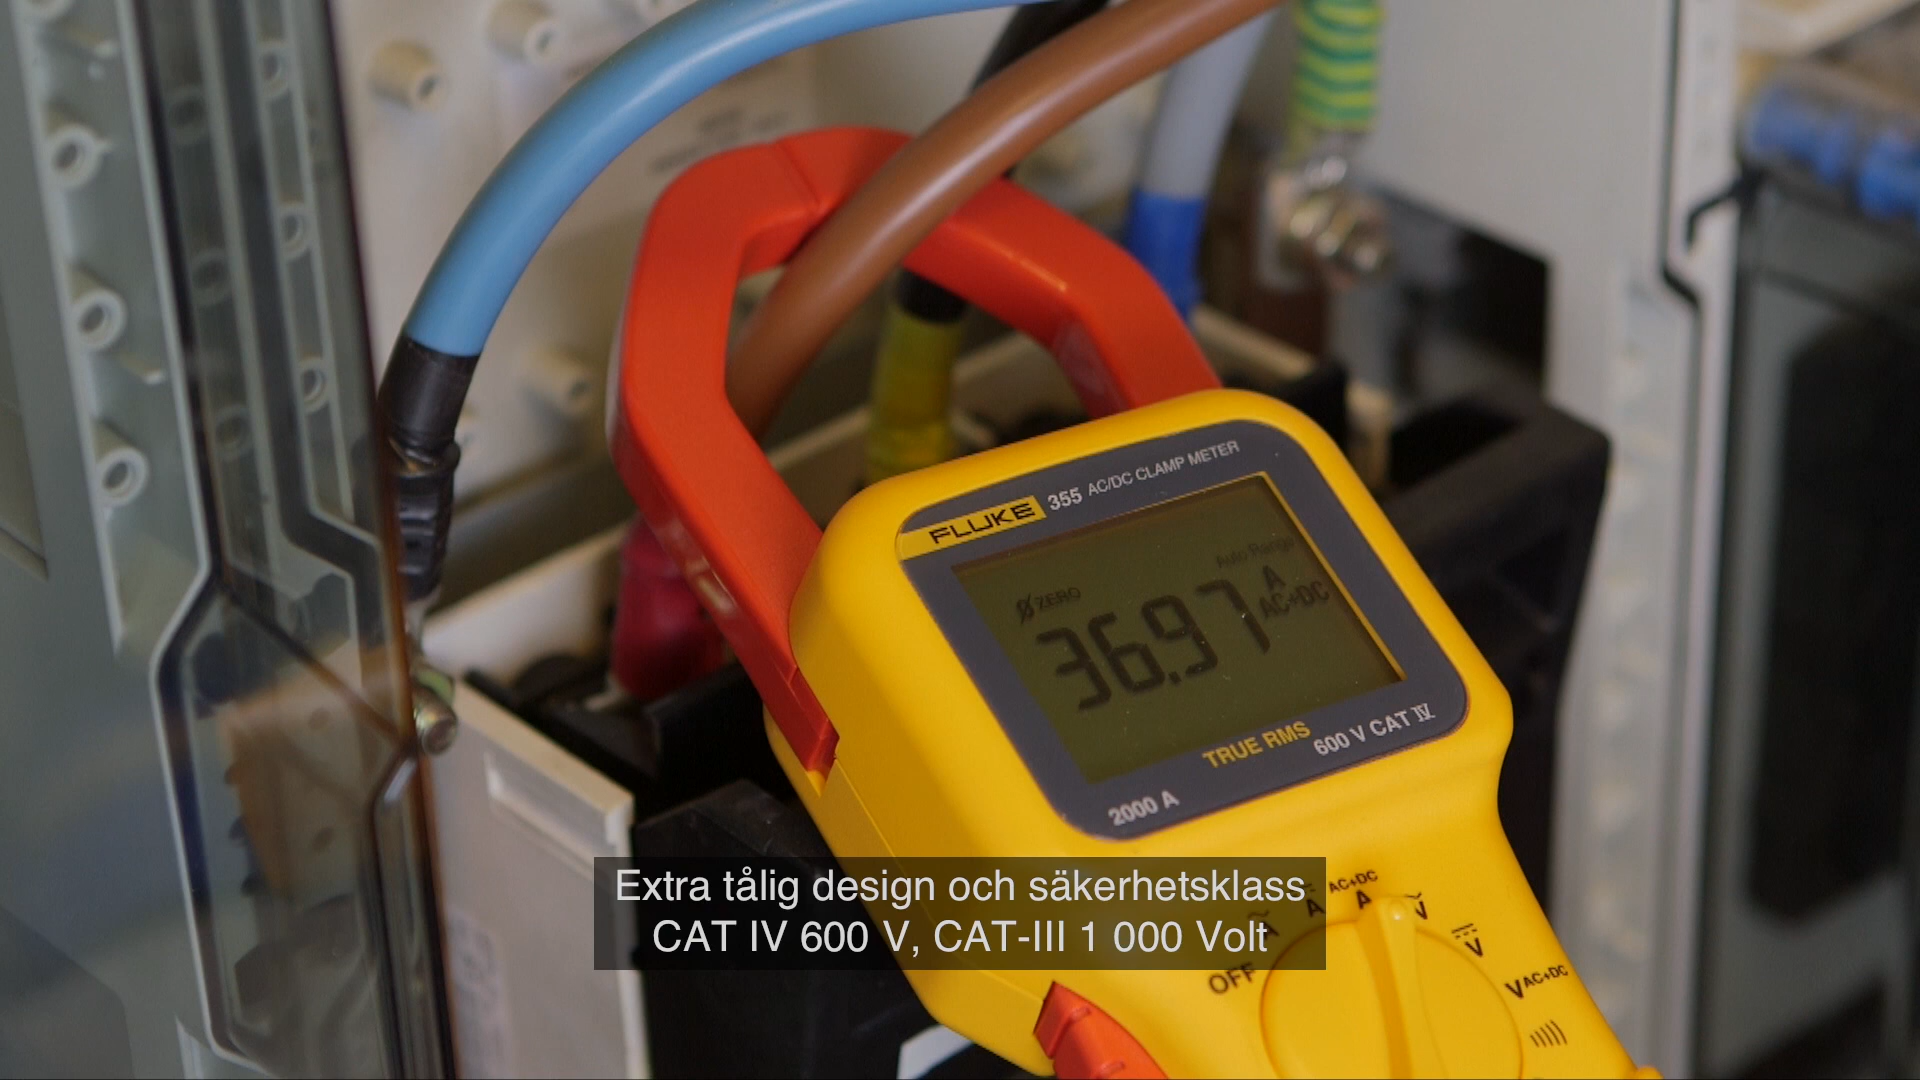 FLUKE 355 AC/DC CLAMP METER
Auto Range
ZERO
A
36.97 AC+DC
TRUE RMS 600 V CAT IV
2000 A
Extra tålig design och säkerhetsklass
CAT IV 600 V, CAT-III 1 000 Volt
AC+DC
A
A
A
V
V
OFF
V AC+DC